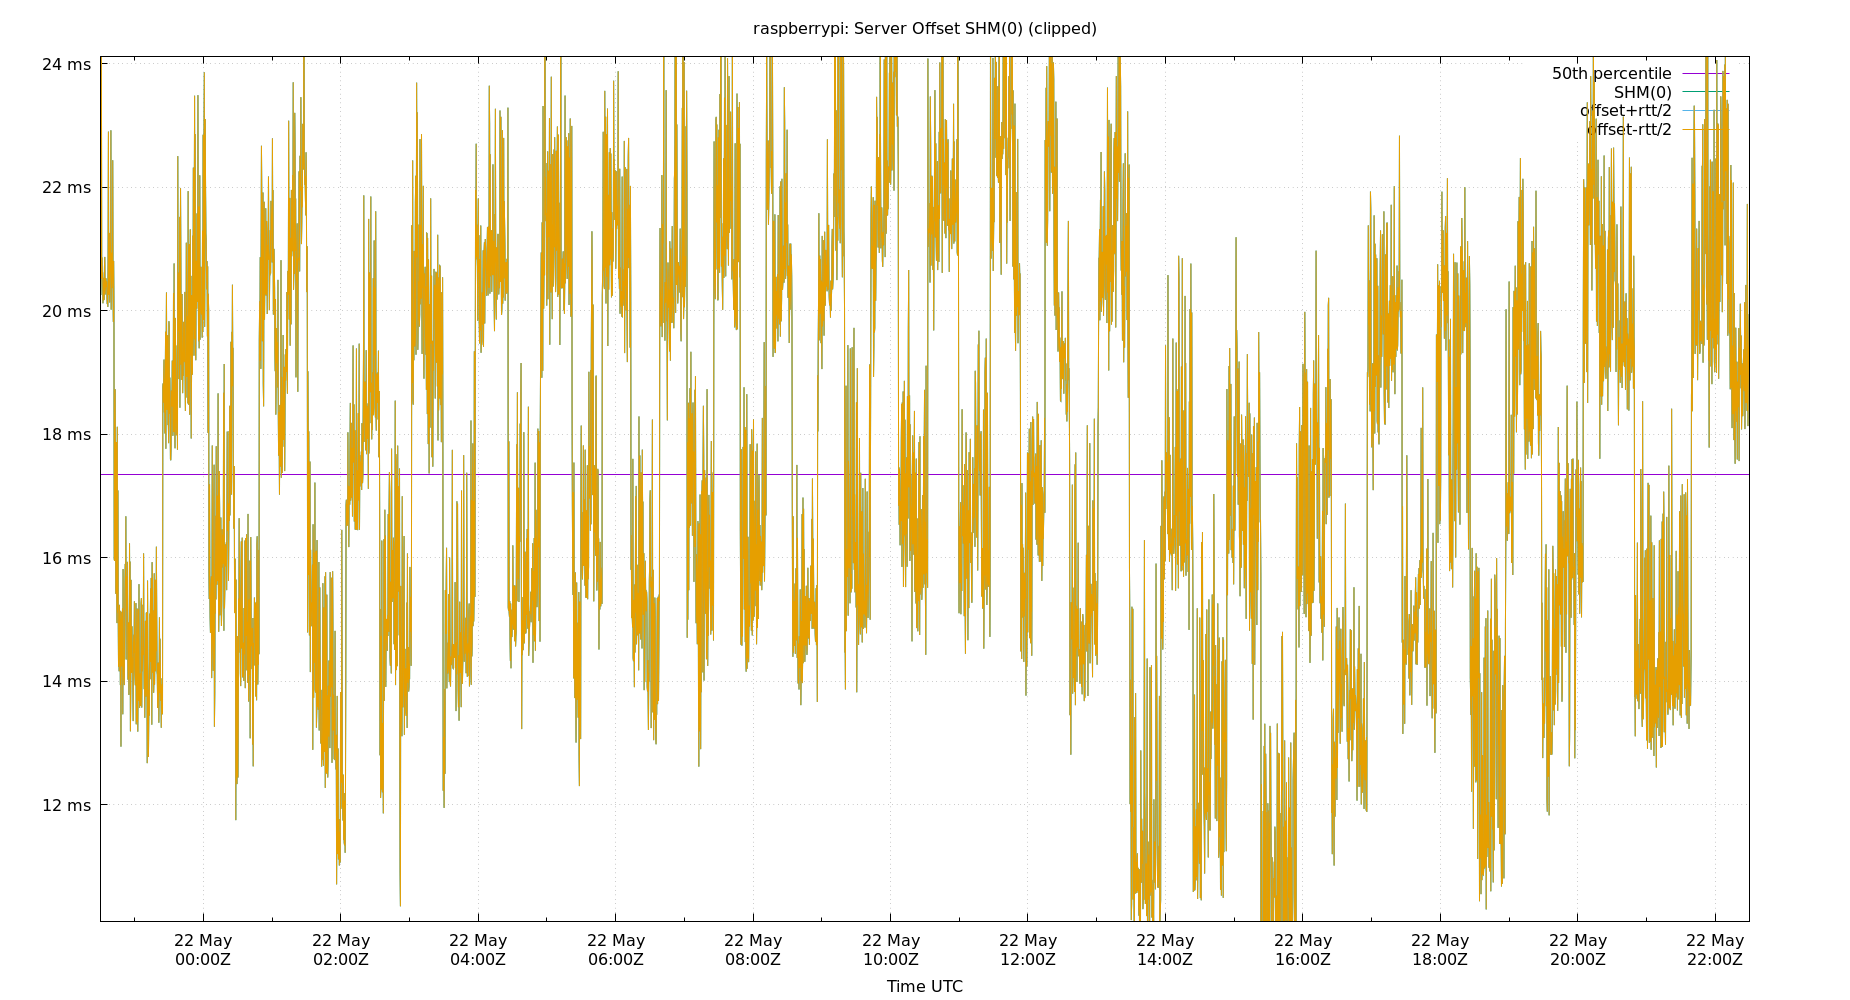 raspberrypi: Server Offset SHM(0) (clipped)
24 ms
22 ms
20 ms
18 ms
16 ms
14 ms
12 ms
50th percentile
SHM(0)
offset+rtt/2
offset-rtt/2
22 May 22 May 22 May 22 May 22 May 22 May 22 May 22 May 22 May 22 May 22 May 22 May
00:00Z 02:00Z 04:00Z 06:00Z 08:00Z 10:00Z 12:00Z 14:00Z 16:00Z 18:00Z 20:00Z 22:00Z
Time UTC